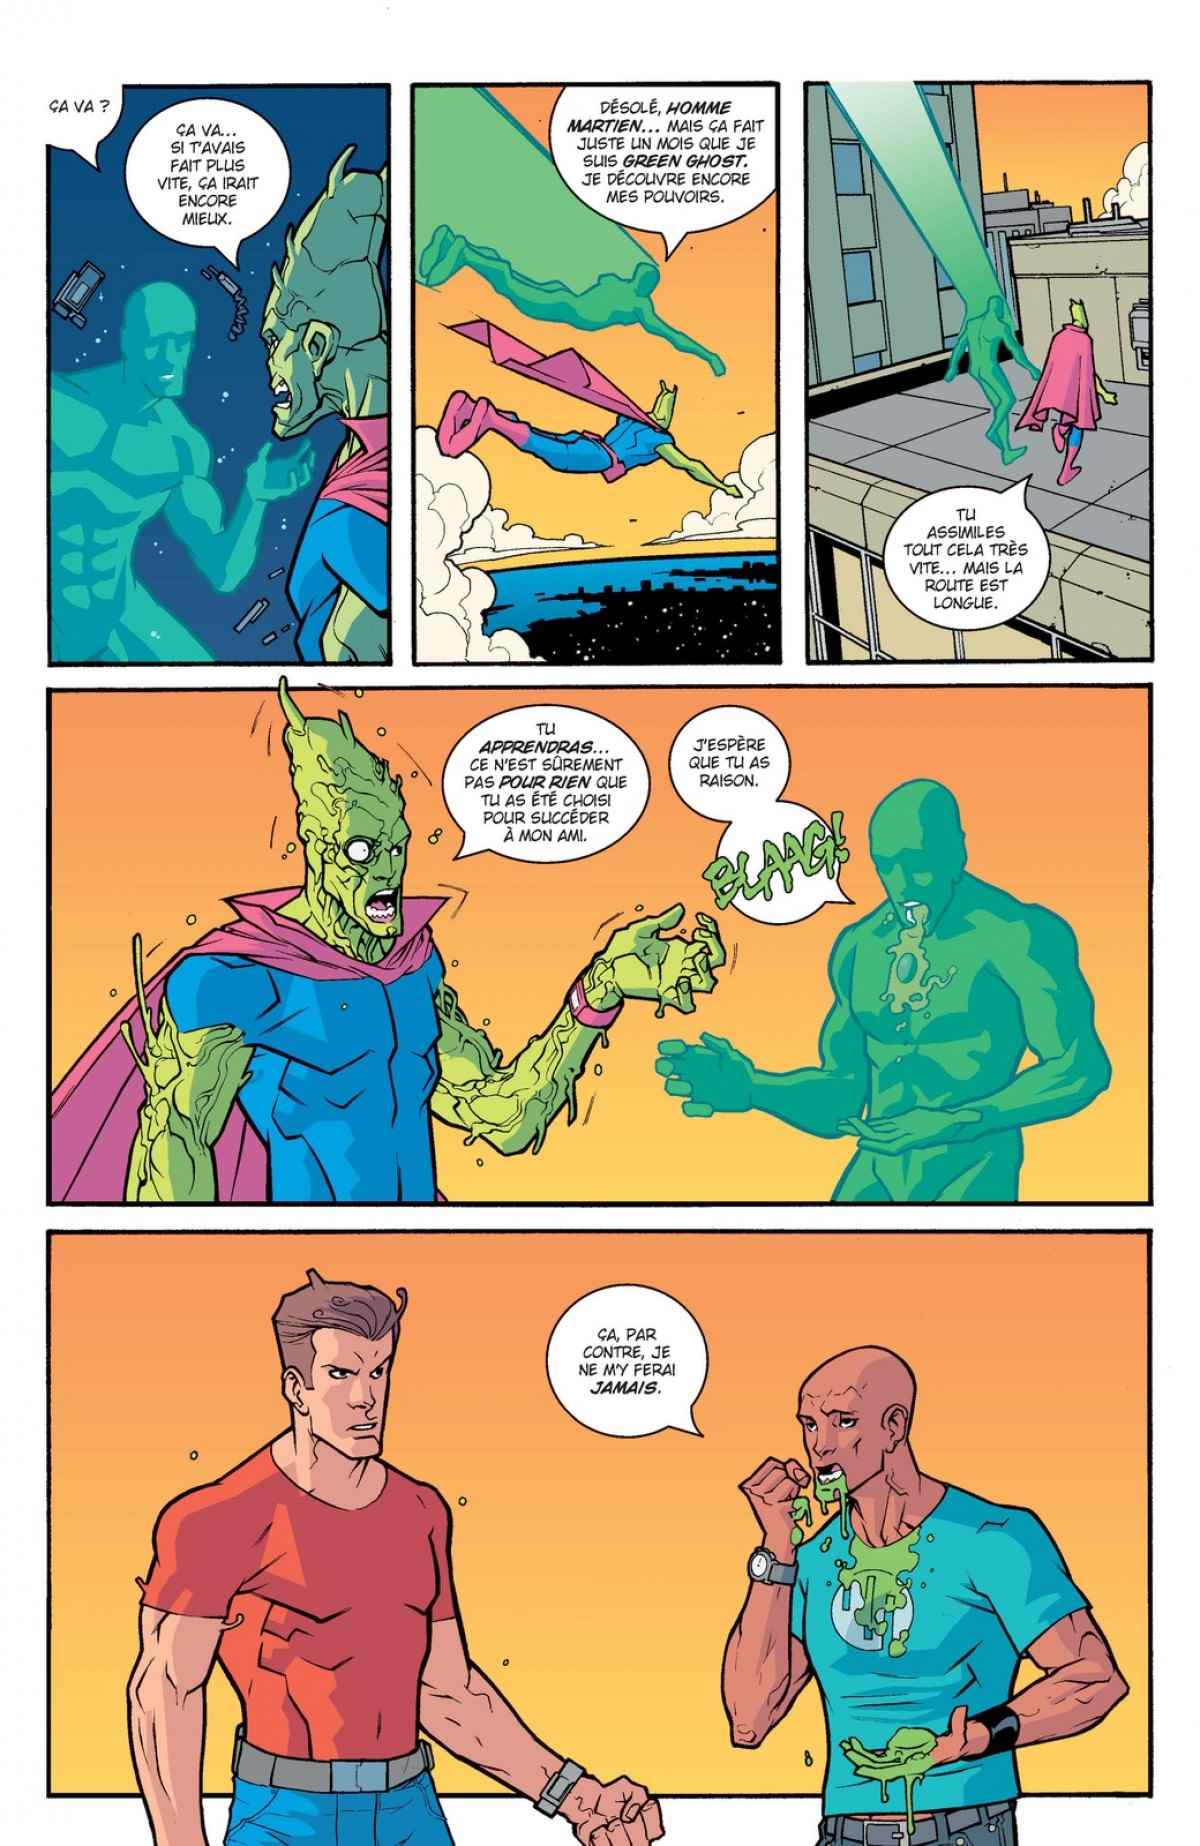 ÇA VA ?
ÇA VA...
SI T'AVAIS
FAIT PLUS
VITE, ÇA IRAIT
ENCORE
MIEUX.
DÉSOLÉ, HOMME
MARTIEN... MAIS ÇA FAIT
JUSTE UN MOIS QUE JE
SUIS GREEN GHOST.
JE DÉCOUVRE ENCORE
MES POUVOIRS.
TU
ASSIMILES
TOUT CELA TRÈS
VITE... MAIS LA
ROUTE EST
LONGUE.
TU
APPRENDRAS...
CE N'EST SÛREMENT
PAS POUR RIEN QUE
TU AS ÉTÉ CHOISI
POUR SUCCÉDER
À MON AMI.
J'ESPÈRE
QUE TU AS
RAISON.
BLAAG!
ÇA, PAR
CONTRE, JE
NE M'Y FERAI
JAMAIS.